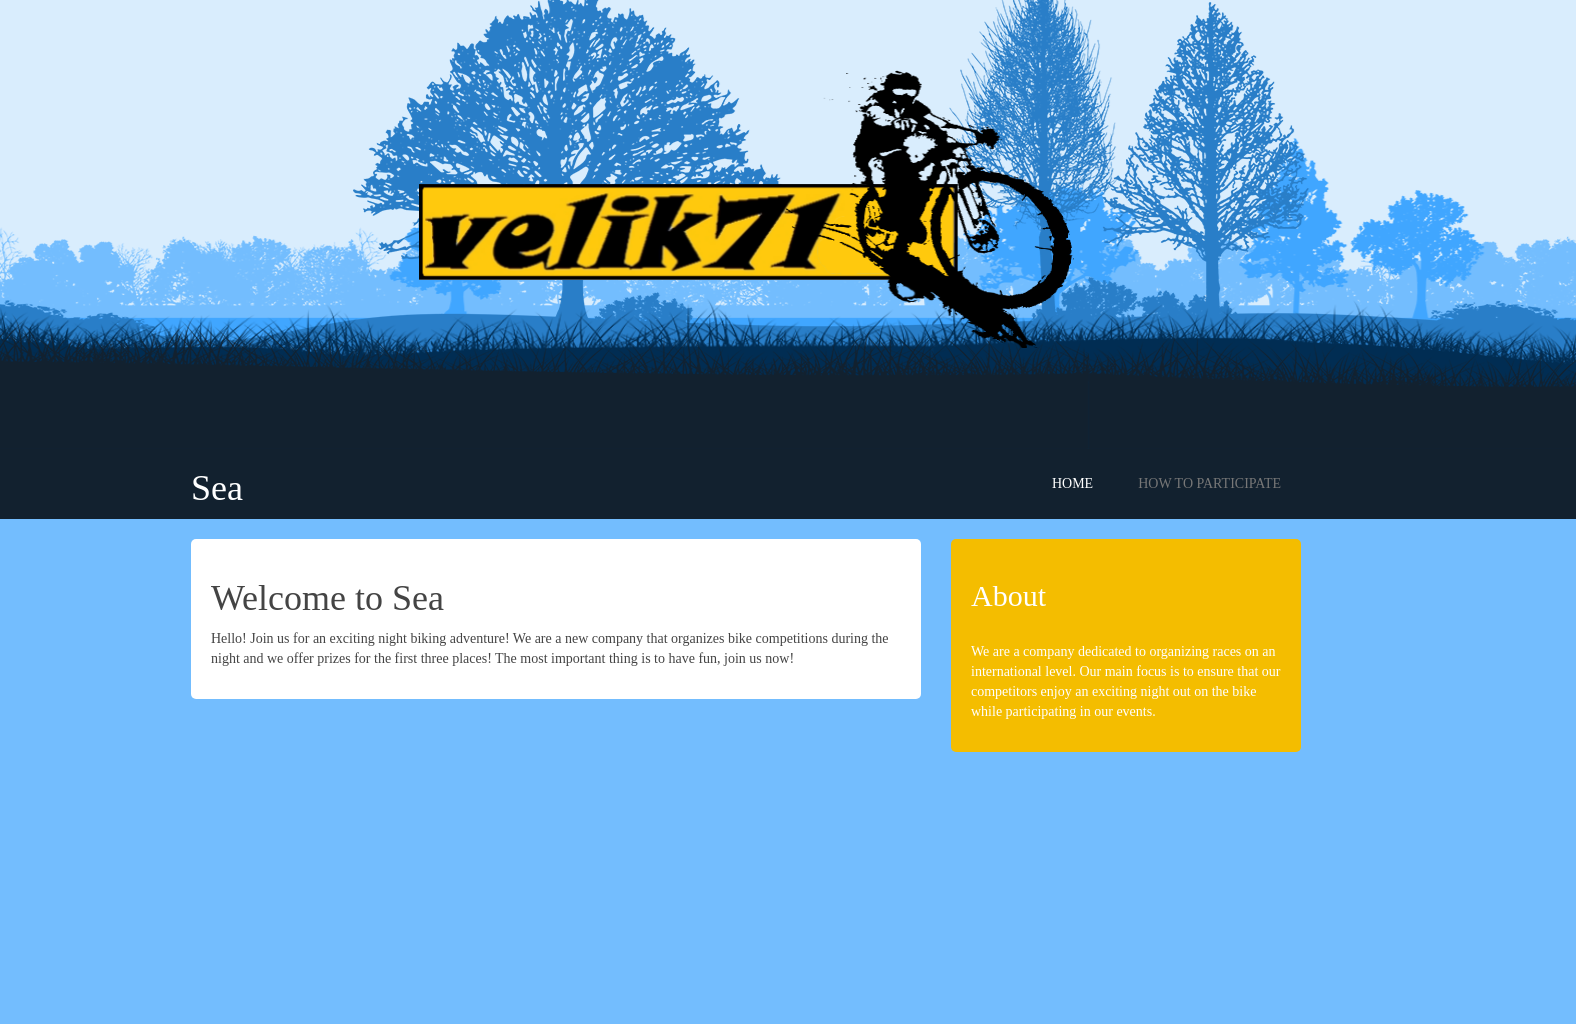 velik71
Sea
HOME
HOW TO PARTICIPATE
Welcome to Sea
Hello! Join us for an exciting night biking adventure! We are a new company that organizes bike competitions during the
night and we offer prizes for the first three places! The most important thing is to have fun, join us now!
About
We are a company dedicated to organizing races on an
international level. Our main focus is to ensure that our
competitors enjoy an exciting night out on the bike
while participating in our events.